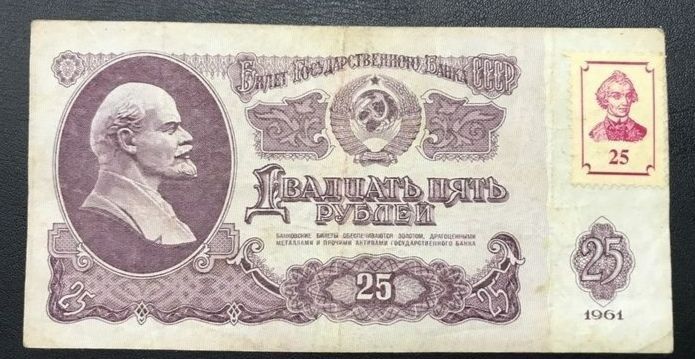 Билет Государственного Банка СССР
25
Двадцать пять
рублей
БАНКОВСКИЕ БИЛЕТЫ ОБЕСПЕЧИВАЮТСЯ ЗОЛОТОМ, ДРАГОЦЕННЫМИ
МЕТАЛЛАМИ И ПРОЧИМИ АКТИВАМИ ГОСУДАРСТВЕННОГО БАНКА
25
25
25
25
1961